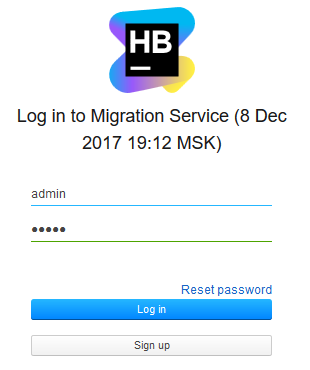 HB
Log in to Migration Service (8 Dec
2017 19:12 MSK)
admin
●●●●●
Reset password
Log in
Sign up